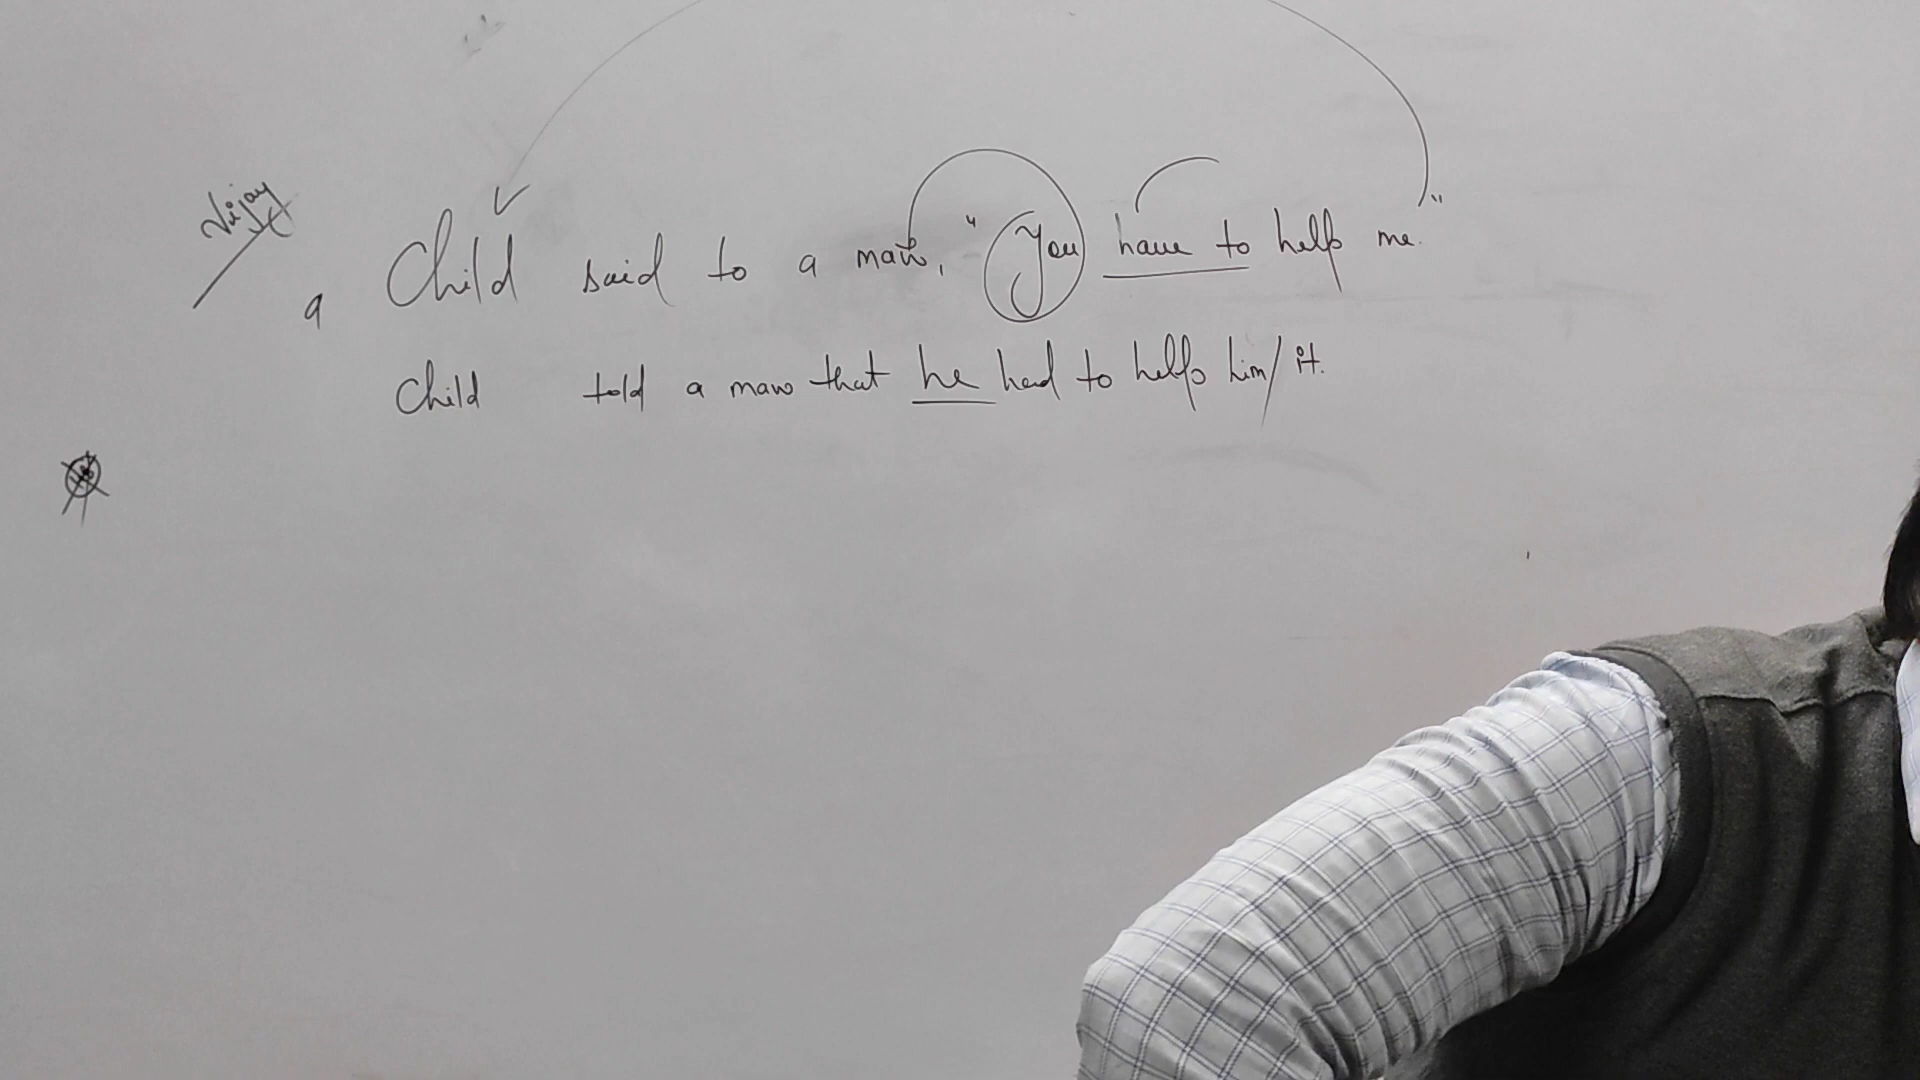 Vijay
a Child said to a man, "You have to help me."
Child told a man that he had to help him/it.